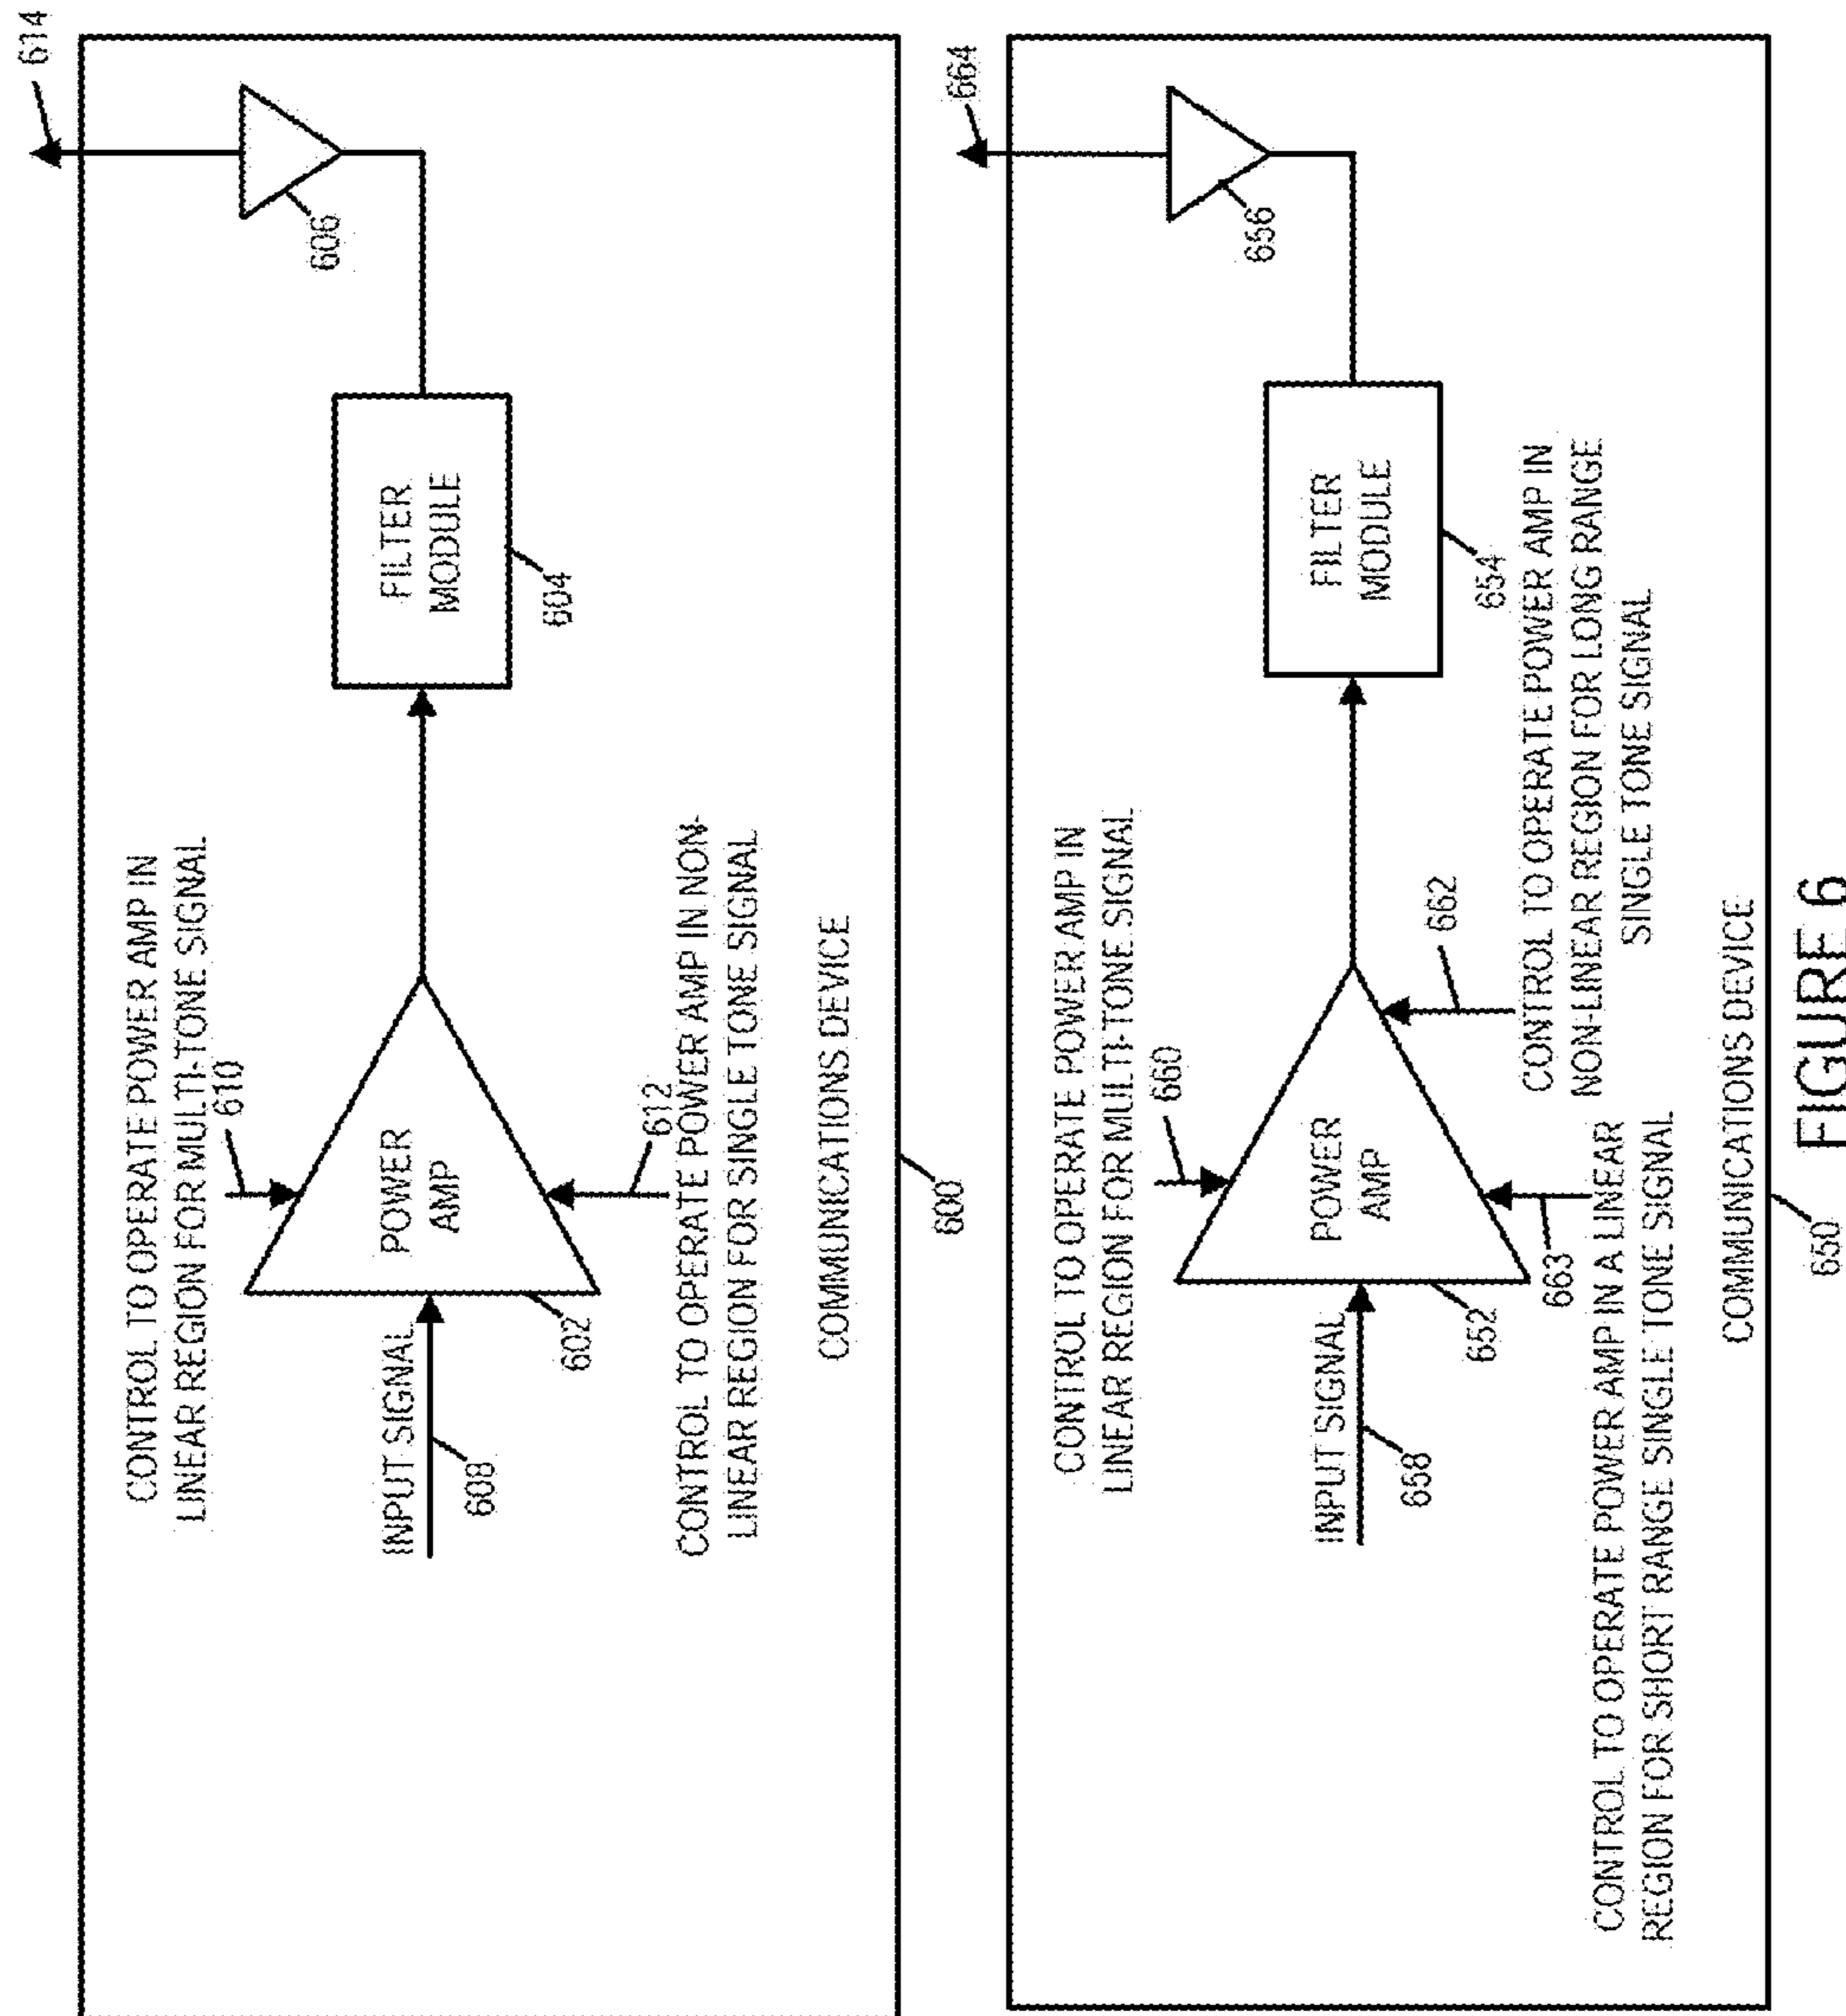 CONTROL TO OPERATE POWER AMP IN
LINEAR REGION FOR MULTI-TONE SIGNAL
610
614
INPUT SIGNAL
608
POWER
AMP
602
FILTER
MODULE
604
606
612
CONTROL TO OPERATE POWER AMP IN NON-
LINEAR REGION FOR SINGLE TONE SIGNAL
COMMUNICATIONS DEVICE
600
CONTROL TO OPERATE POWER AMP IN
LINEAR REGION FOR MULTI-TONE SIGNAL
660
664
INPUT SIGNAL
658
POWER
AMP
652
FILTER
MODULE
654
656
662
CONTROL TO OPERATE POWER AMP IN
NON-LINEAR REGION FOR LONG RANGE
SINGLE TONE SIGNAL
663
CONTROL TO OPERATE POWER AMP IN A LINEAR
REGION FOR SHORT RANGE SINGLE TONE SIGNAL
COMMUNICATIONS DEVICE
650
FIGURE 6